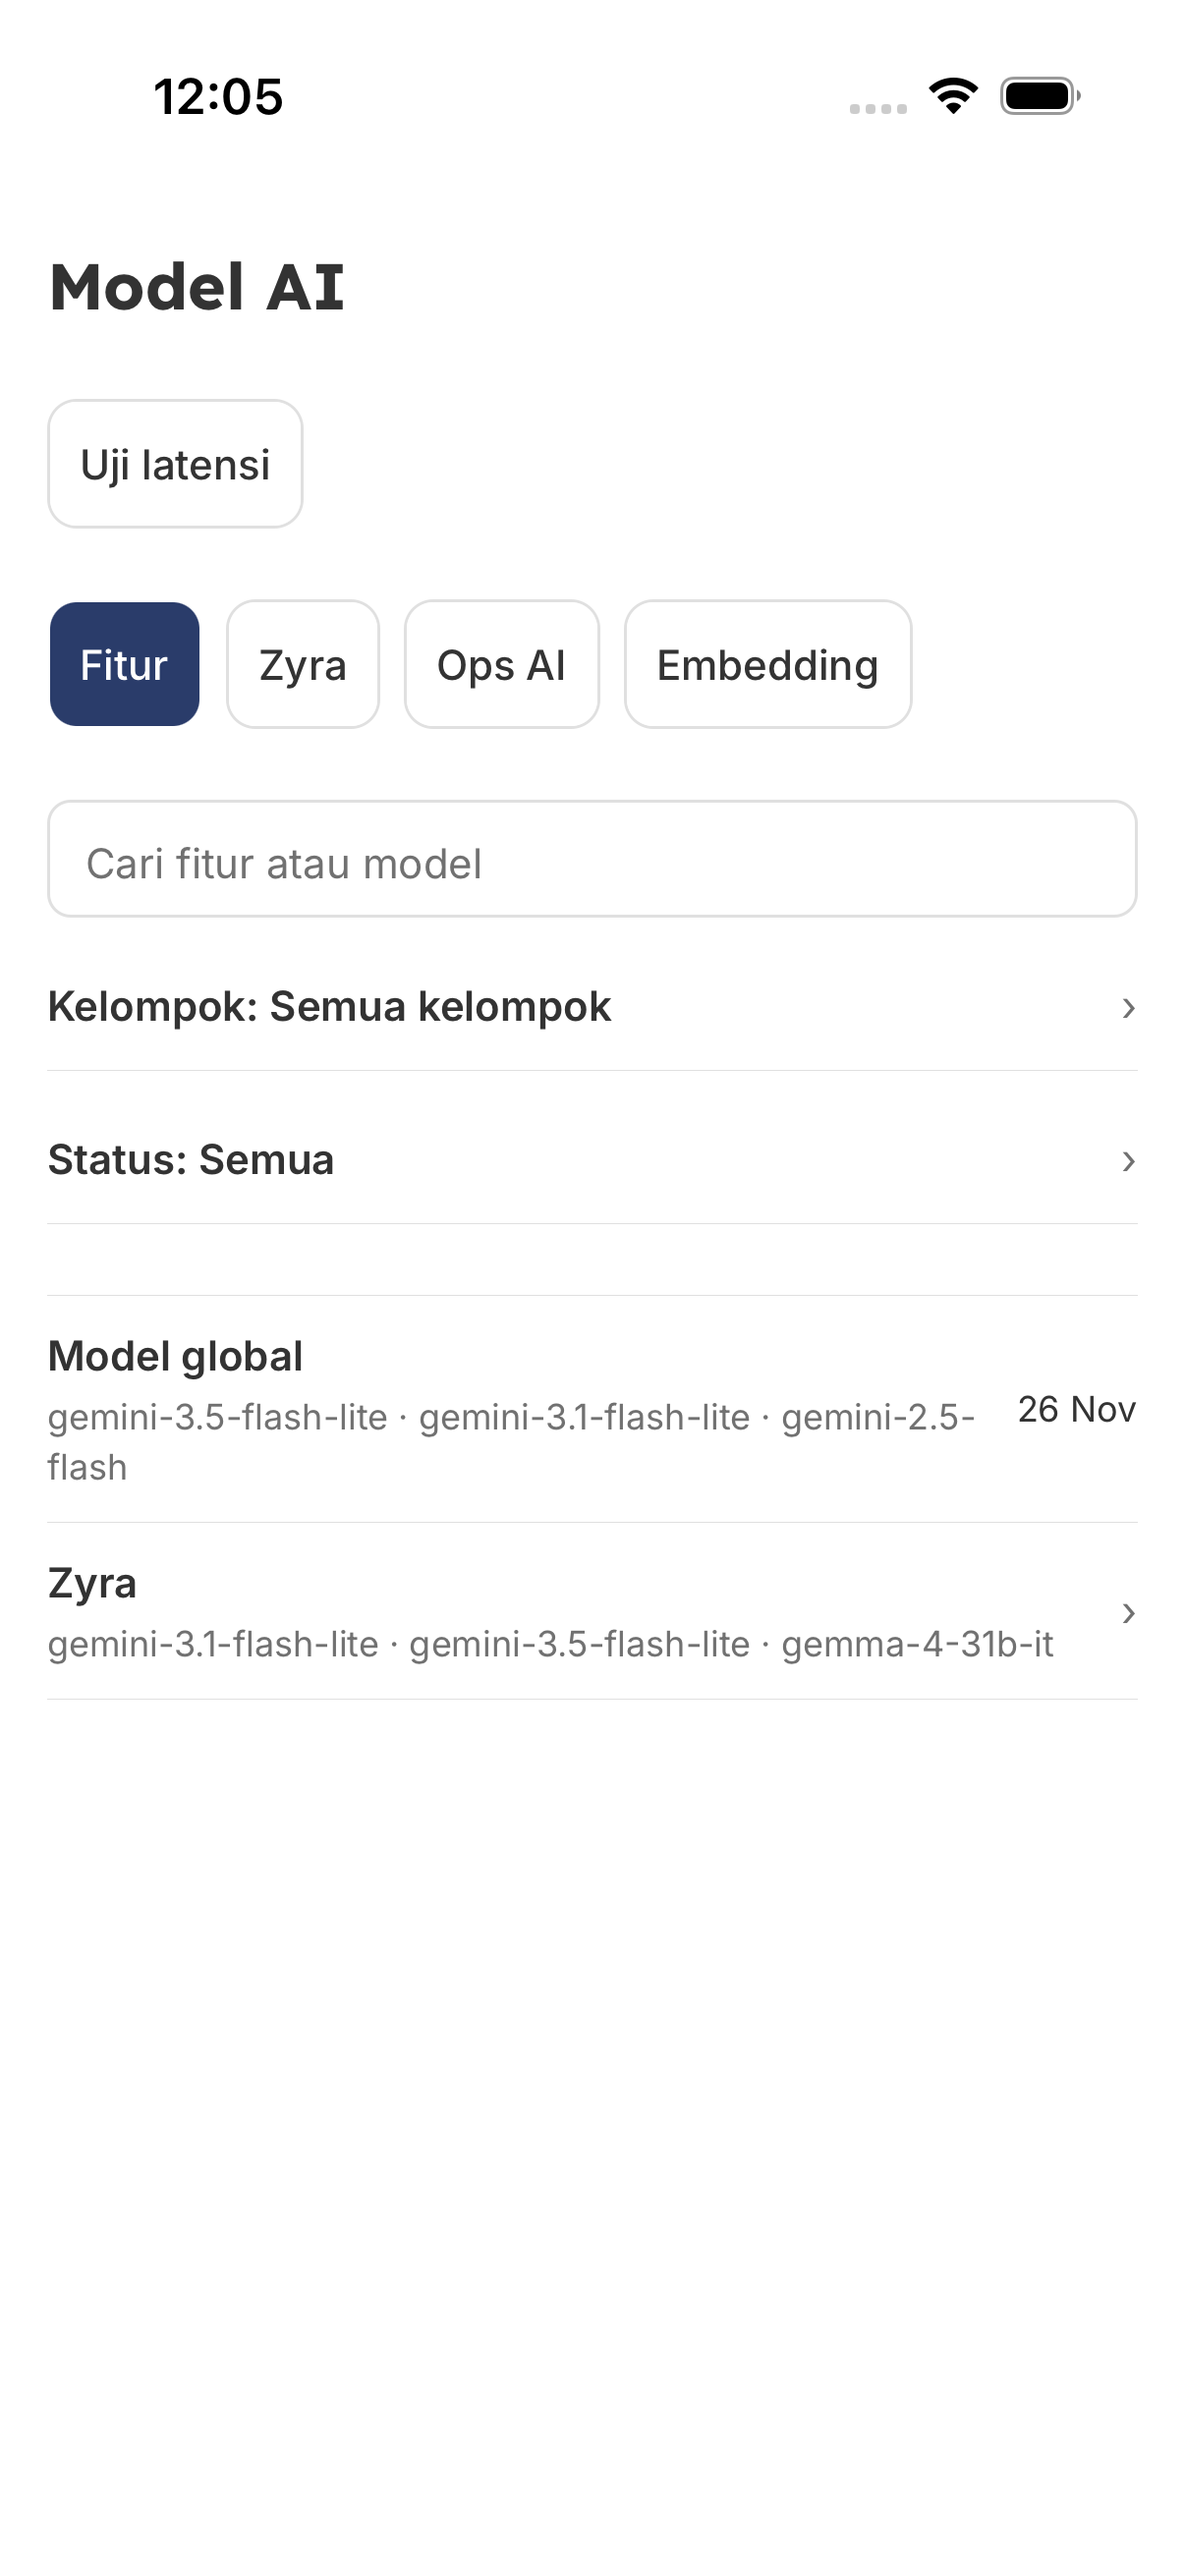 12:05
Model AI
Uji latensi
Fitur
Zyra
Ops AI
Embedding
Cari fitur atau model
Kelompok: Semua kelompok
Status: Semua
Model global
gemini-3.5-flash-lite · gemini-3.1-flash-lite · gemini-2.5-
flash
26 Nov
Zyra
gemini-3.1-flash-lite · gemini-3.5-flash-lite · gemma-4-31b-it